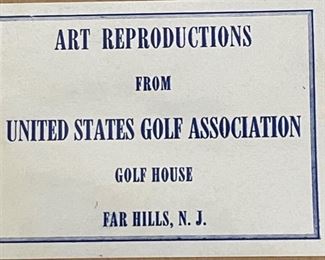 ART REPRODUCTIONS
FROM
UNITED STATES GOLF ASSOCIATION
GOLF HOUSE
FAR HILLS, N. J.